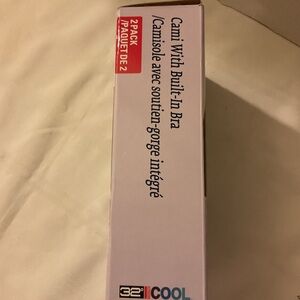 Cami With Built-In Bra
/Camisole avec soutien-gorge intégré
2 PACK
/PAQUET DE 2
32° COOL